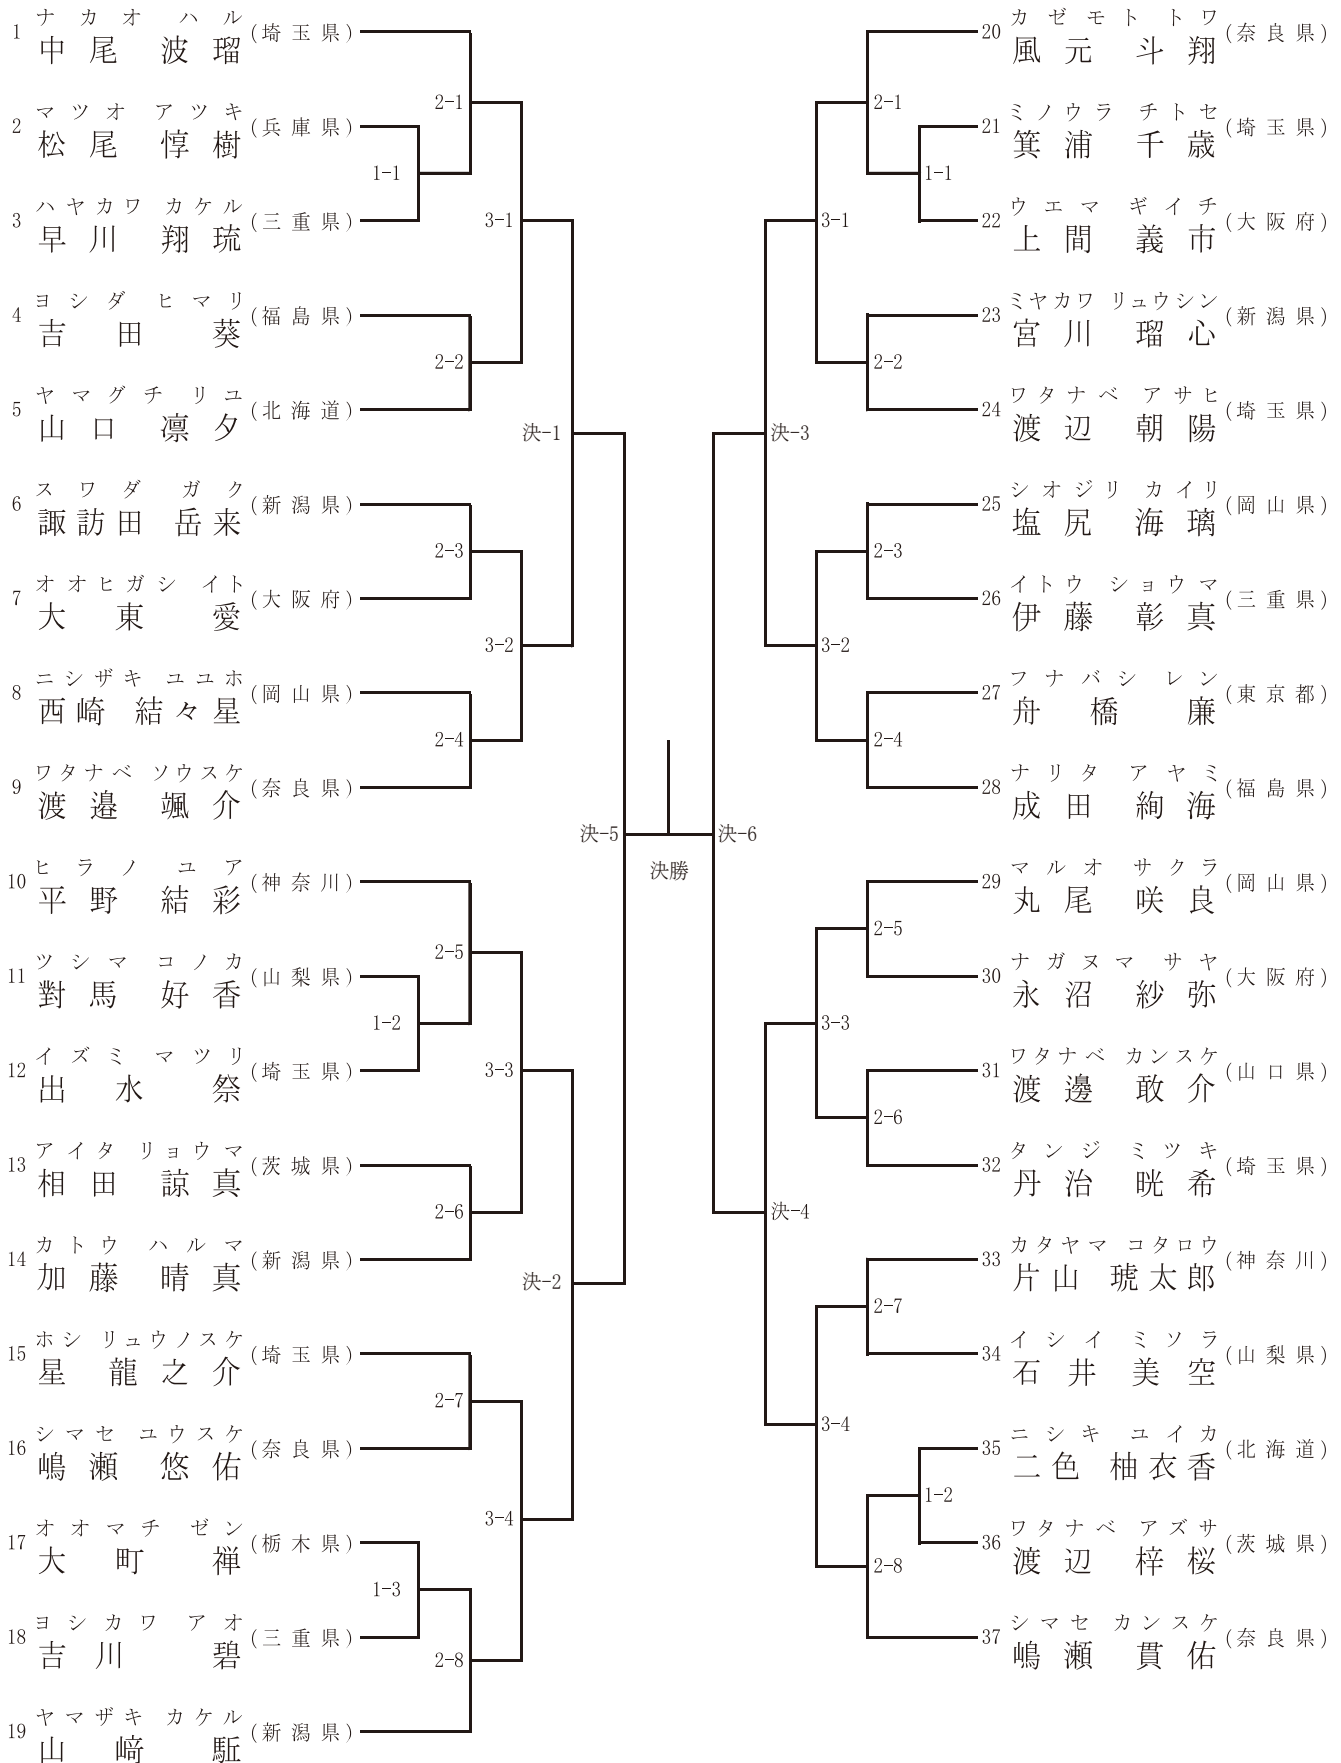 ナカオ ハル
1 中尾 波瑠 (埼玉県)
マツオ アツキ
2 松尾 惇樹 (兵庫県)
ハヤカワ カケル
3 早川 翔琉 (三重県)
ヨシダ ヒマリ
4 吉田 葵 (福島県)
ヤマグチ リユ
5 山口 凛夕 (北海道)
スワダ ガク
6 諏訪田 岳来 (新潟県)
オオヒガシ イト
7 大東 愛 (大阪府)
ニシザキ ユユホ
8 西崎 結々星 (岡山県)
ワタナベ ソウスケ
9 渡邉 颯介 (奈良県)
ヒラノ ユア
10 平野 結彩 (神奈川)
ツシマ コノカ
11 對馬 好香 (山梨県)
イズミ マツリ
12 出水 祭 (埼玉県)
アイタ リョウマ
13 相田 諒真 (茨城県)
カトウ ハルマ
14 加藤 晴真 (新潟県)
ホシ リュウノスケ
15 星 龍之介 (埼玉県)
シマセ ユウスケ
16 嶋瀬 悠佑 (奈良県)
オオマチ ゼン
17 大町 禅 (栃木県)
ヨシカワ アオ
18 吉川 碧 (三重県)
ヤマザキ カケル
19 山﨑 駈 (新潟県)
1-1
1-2
1-3
2-1
2-2
2-3
2-4
2-5
2-6
2-7
2-8
3-1
3-2
3-3
3-4
決-1
決-2
決-5
決勝
決-6
決-3
決-4
3-1
3-2
3-3
3-4
2-1
2-2
2-3
2-4
2-5
2-6
2-7
2-8
1-1
1-2
カゼモト トワ
20 風元 斗翔 (奈良県)
ミノウラ チトセ
21 箕浦 千歳 (埼玉県)
ウエマ ギイチ
22 上間 義市 (大阪府)
ミヤカワ リュウシン
23 宮川 瑠心 (新潟県)
ワタナベ アサヒ
24 渡辺 朝陽 (埼玉県)
シオジリ カイリ
25 塩尻 海璃 (岡山県)
イトウ ショウマ
26 伊藤 彰真 (三重県)
フナバシ レン
27 舟橋 廉 (東京都)
ナリタ アヤミ
28 成田 絢海 (福島県)
マルオ サクラ
29 丸尾 咲良 (岡山県)
ナガヌマ サヤ
30 永沼 紗弥 (大阪府)
ワタナベ カンスケ
31 渡邊 敢介 (山口県)
タンジ ミツキ
32 丹治 晄希 (埼玉県)
カタヤマ コタロウ
33 片山 琥太郎 (神奈川)
イシイ ミソラ
34 石井 美空 (山梨県)
ニシキ ユイカ
35 二色 柚衣香 (北海道)
ワタナベ アズサ
36 渡辺 梓桜 (茨城県)
シマセ カンスケ
37 嶋瀬 貫佑 (奈良県)